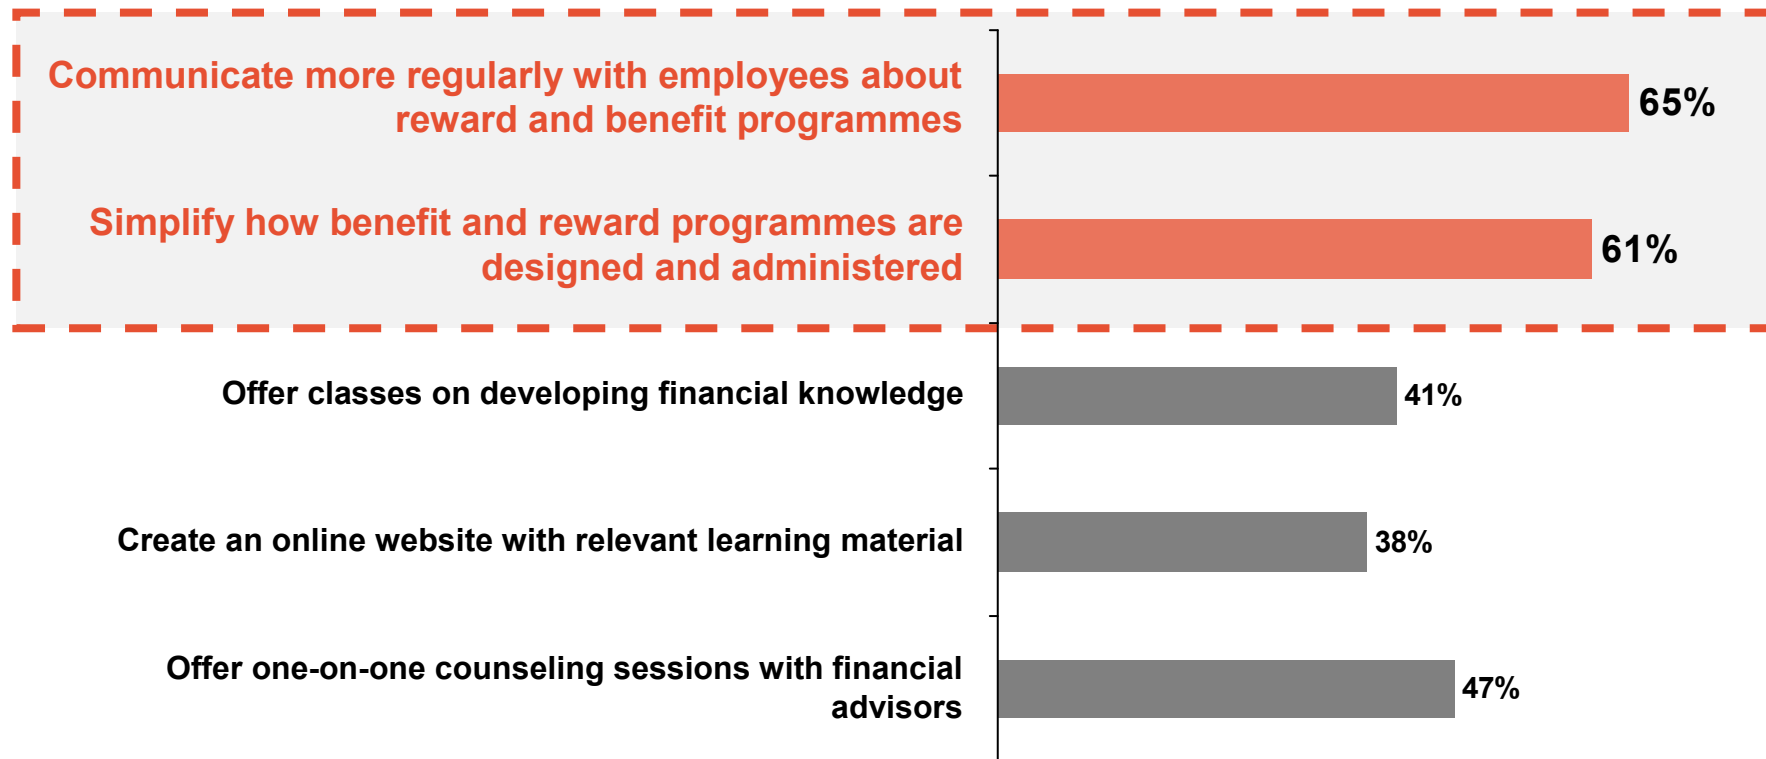 Communicate more regularly with employees about
reward and benefit programmes
65%
Simplify how benefit and reward programmes are
designed and administered
61%
Offer classes on developing financial knowledge
41%
Create an online website with relevant learning material
38%
Offer one-on-one counseling sessions with financial
advisors
47%